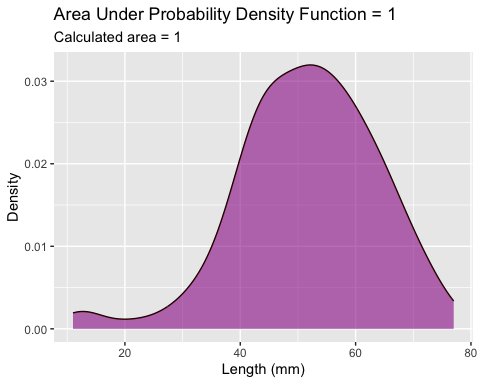 Area Under Probability Density Function = 1
Calculated area = 1
Density
0.03
0.02
0.01
0.00
20 40 60 80
Length (mm)